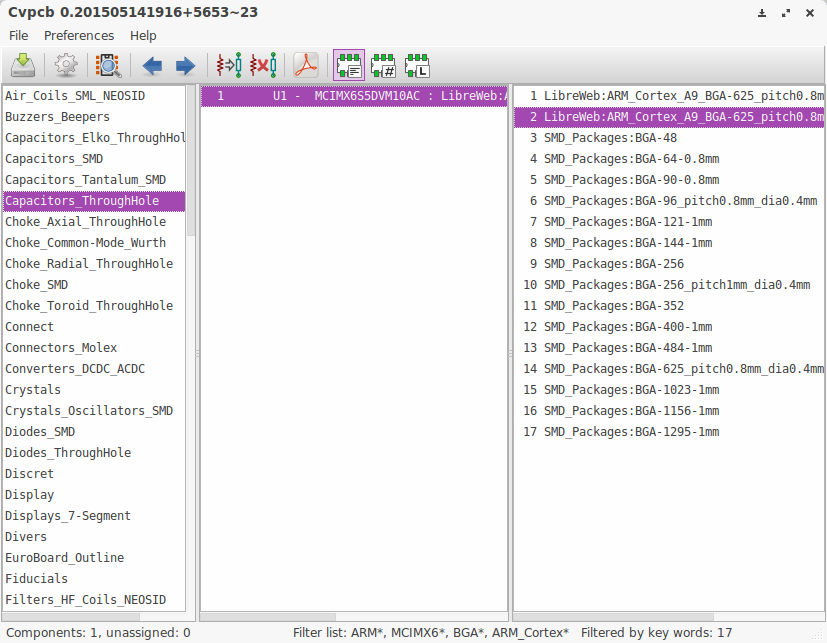 Cvpcb 0.201505141916+5653~23
File Preferences Help
Air_Coils_SML_NEOSID
Buzzers_Beepers
Capacitors_Elko_ThroughHol
Capacitors_SMD
Capacitors_Tantalum_SMD
Capacitors_ThroughHole
Choke_Axial_ThroughHole
Choke_Common-Mode_Wurth
Choke_Radial_ThroughHole
Choke_SMD
Choke_Toroid_ThroughHole
Connect
Connectors_Molex
Converters_DCDC_ACDC
Crystals
Crystals_Oscillators_SMD
Diodes_SMD
Diodes_ThroughHole
Discret
Display
Displays_7-Segment
Divers
EuroBoard_Outline
Fiducials
Filters_HF_Coils_NEOSID
1 U1 - MCIMX6S5DVM10AC : LibreWeb:A
1 LibreWeb:ARM_Cortex_A9_BGA-625_pitch0.8m
2 LibreWeb:ARM_Cortex_A9_BGA-625_pitch0.8m
3 SMD_Packages:BGA-48
4 SMD_Packages:BGA-64-0.8mm
5 SMD_Packages:BGA-90-0.8mm
6 SMD_Packages:BGA-96_pitch0.8mm_dia0.4mm
7 SMD_Packages:BGA-121-1mm
8 SMD_Packages:BGA-144-1mm
9 SMD_Packages:BGA-256
10 SMD_Packages:BGA-256_pitch1mm_dia0.4mm
11 SMD_Packages:BGA-352
12 SMD_Packages:BGA-400-1mm
13 SMD_Packages:BGA-484-1mm
14 SMD_Packages:BGA-625_pitch0.8mm_dia0.4mm
15 SMD_Packages:BGA-1023-1mm
16 SMD_Packages:BGA-1156-1mm
17 SMD_Packages:BGA-1295-1mm
Components: 1, unassigned: 0
Filter list: ARM*, MCIMX6*, BGA*, ARM_Cortex* Filtered by key words: 17